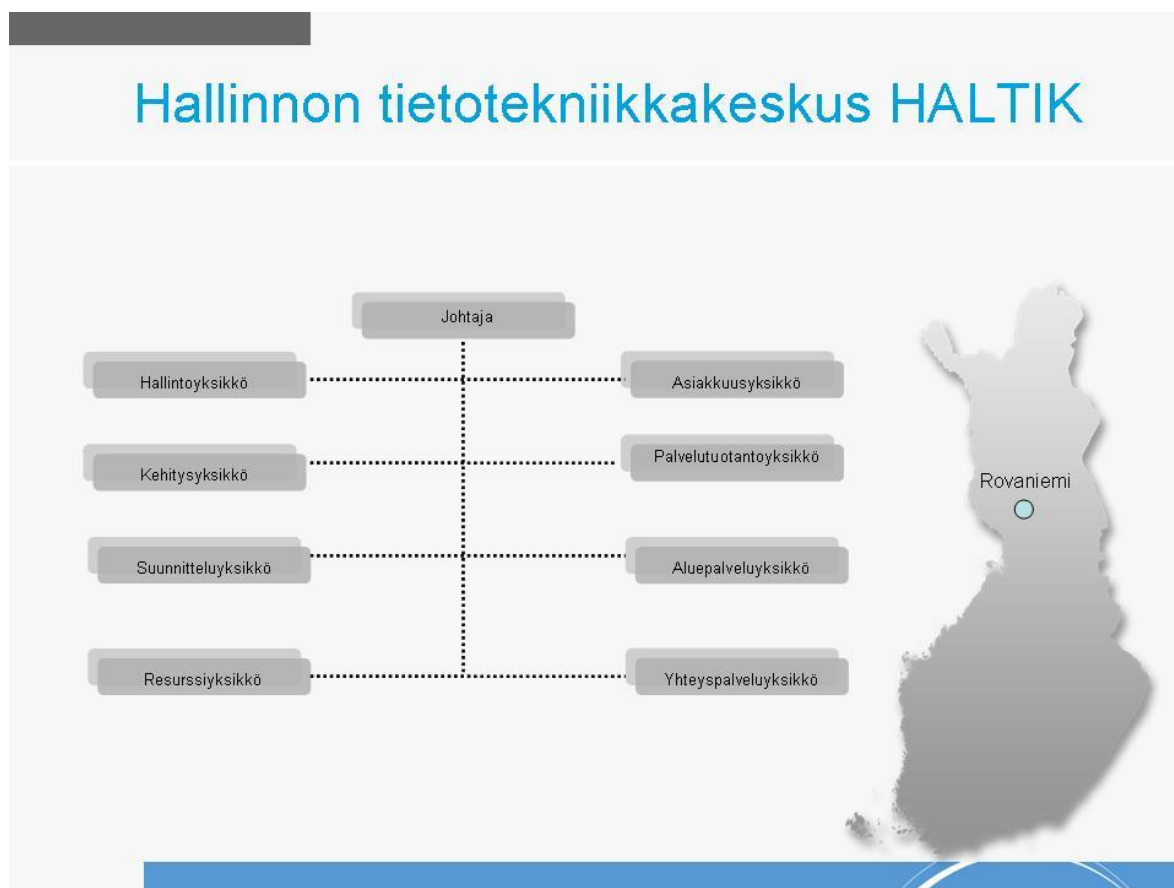 Hallinnon tietotekniikkakeskus HALTIK
Johtaja
Hallintoyksikkö
Asiakkuusyksikkö
Kehitysyksikkö
Palvelutuotantoyksikkö
Suunnitteluyksikkö
Aluepalveluyksikkö
Resurssiyksikkö
Yhteyspalveluyksikkö
Rovaniemi